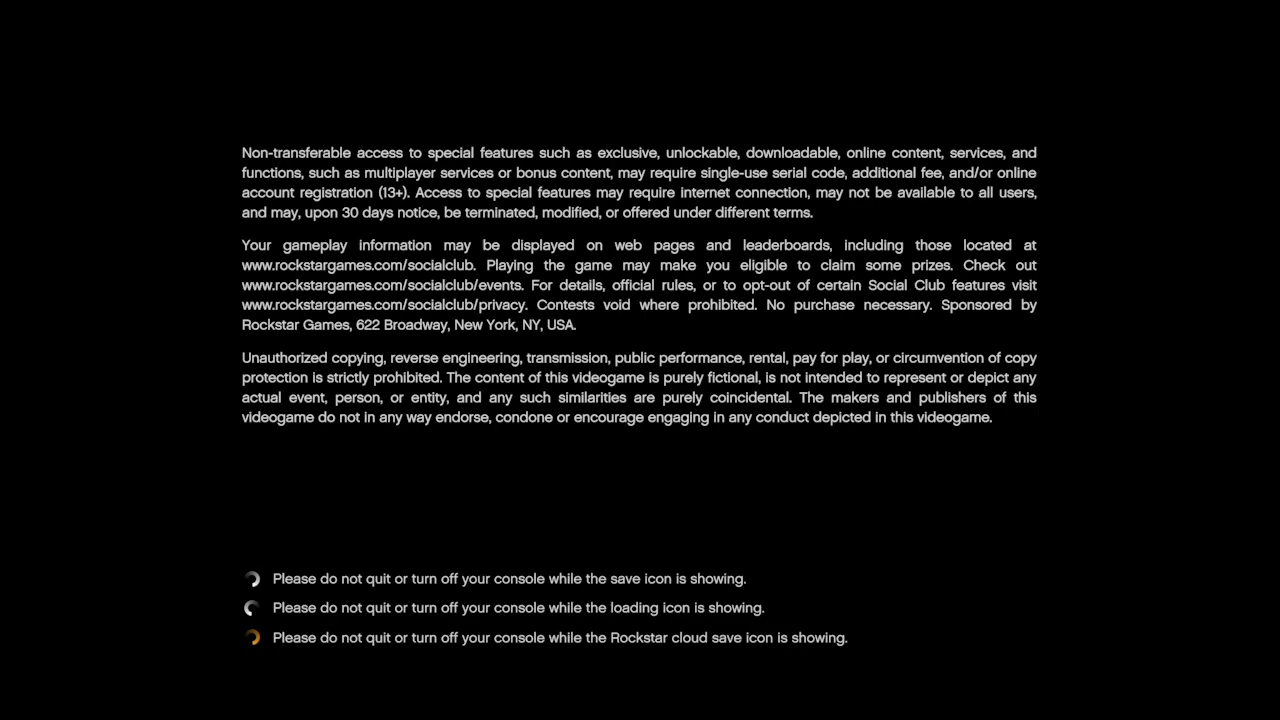 Non-transferable access to special features such as exclusive, unlockable, downloadable, online content, services, and
functions, such as multiplayer services or bonus content, may require single-use serial code, additional fee, and/or online
account registration (13+). Access to special features may require internet connection, may not be available to all users,
and may, upon 30 days notice, be terminated, modified, or offered under different terms.
Your gameplay information may be displayed on web pages and leaderboards, including those located at
www.rockstargames.com/socialclub. Playing the game may make you eligible to claim some prizes. Check out
www.rockstargames.com/socialclub/events. For details, official rules, or to opt-out of certain Social Club features visit
www.rockstargames.com/socialclub/privacy. Contests void where prohibited. No purchase necessary. Sponsored by
Rockstar Games, 622 Broadway, New York, NY, USA.
Unauthorized copying, reverse engineering, transmission, public performance, rental, pay for play, or circumvention of copy
protection is strictly prohibited. The content of this videogame is purely fictional, is not intended to represent or depict any
actual event, person, or entity, and any such similarities are purely coincidental. The makers and publishers of this
videogame do not in any way endorse, condone or encourage engaging in any conduct depicted in this videogame.
Please do not quit or turn off your console while the save icon is showing.
Please do not quit or turn off your console while the loading icon is showing.
Please do not quit or turn off your console while the Rockstar cloud save icon is showing.